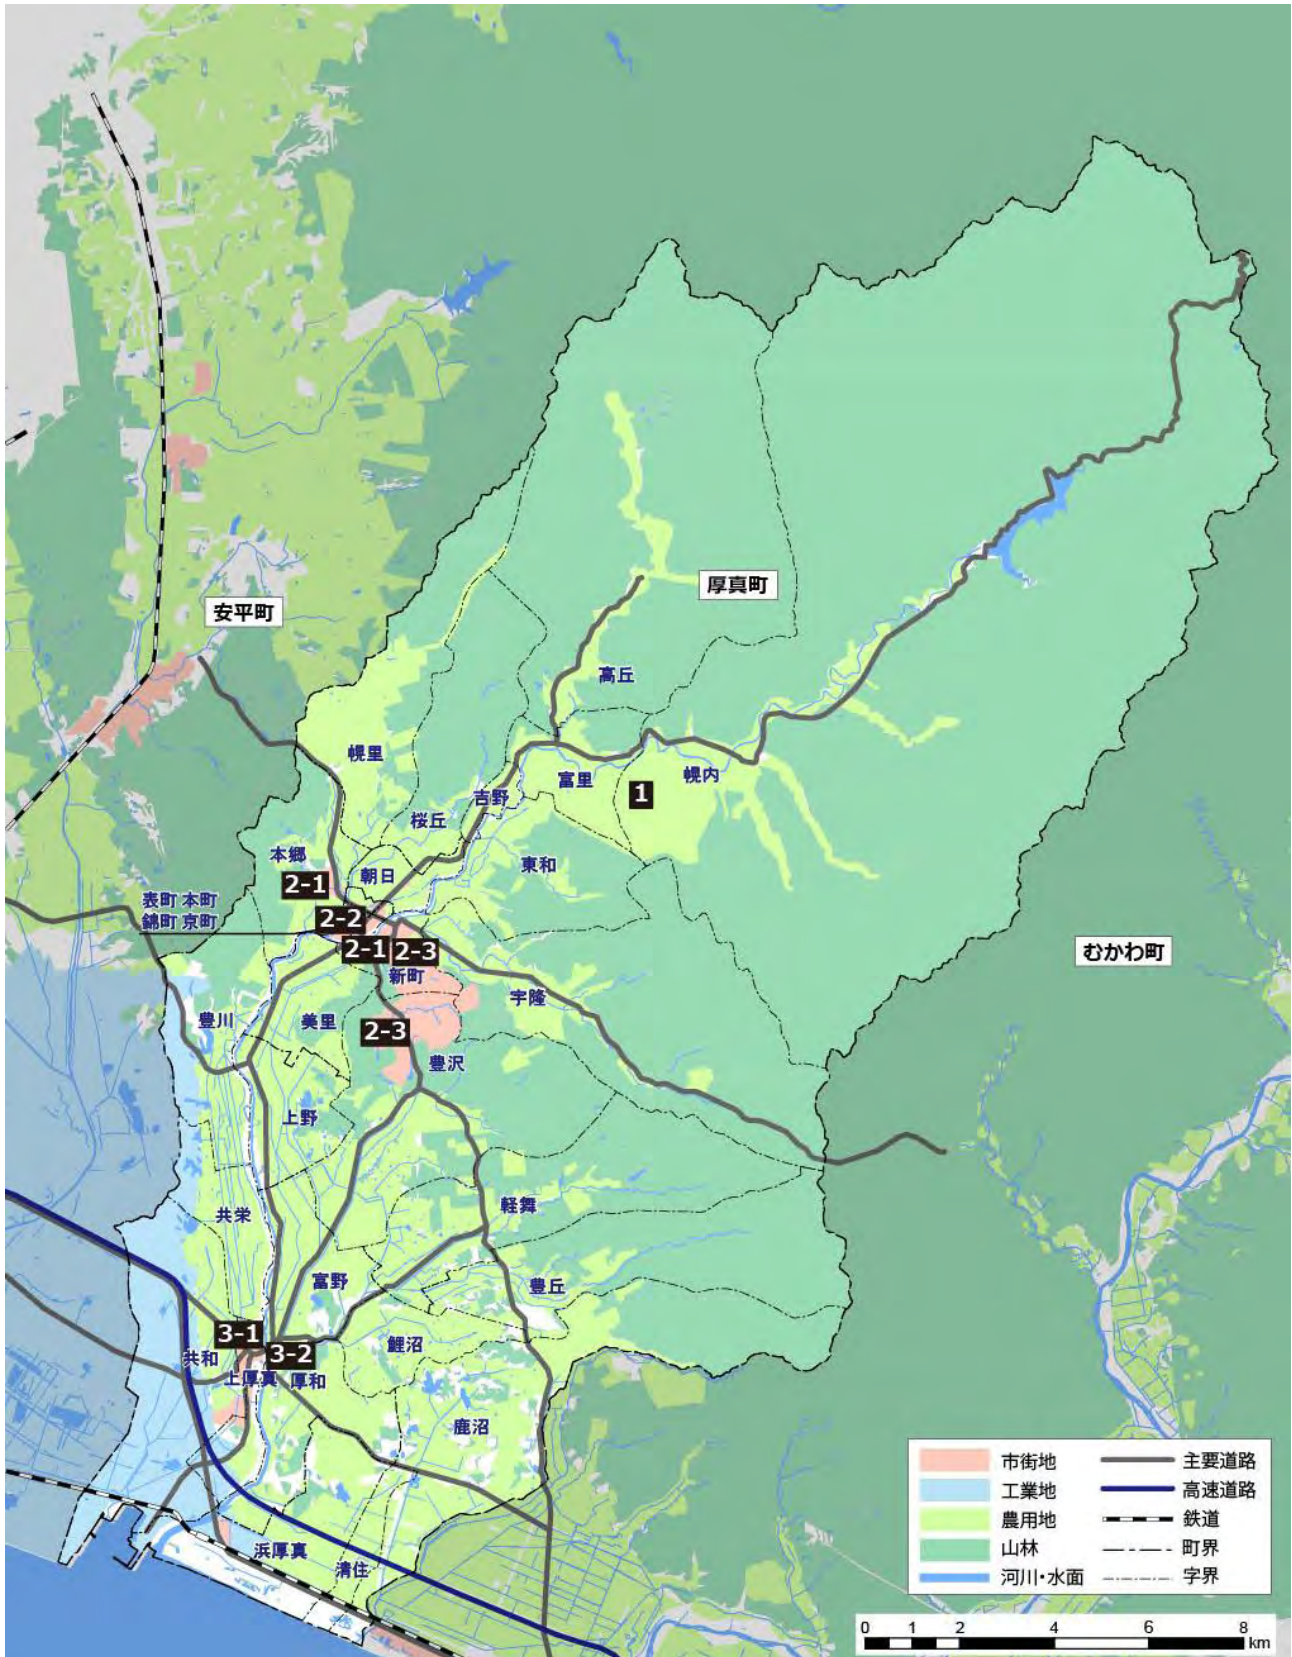 厚真町
安平町
高丘
幌里
富里
幌内
1
吉野
桜丘
本郷
朝日
東和
2-1
表町 本町
錦町 京町
2-2
2-1
2-3
むかわ町
新町
宇隆
豊川
美里
2-3
豊沢
上野
共栄
軽舞
富野
豊丘
3-1
3-2
鯉沼
共和
上厚真
厚和
鹿沼
浜厚真
清住
市街地
工業地
農用地
山林
河川・水面
主要道路
高速道路
鉄道
町界
字界
0 1 2 4 6 8
km